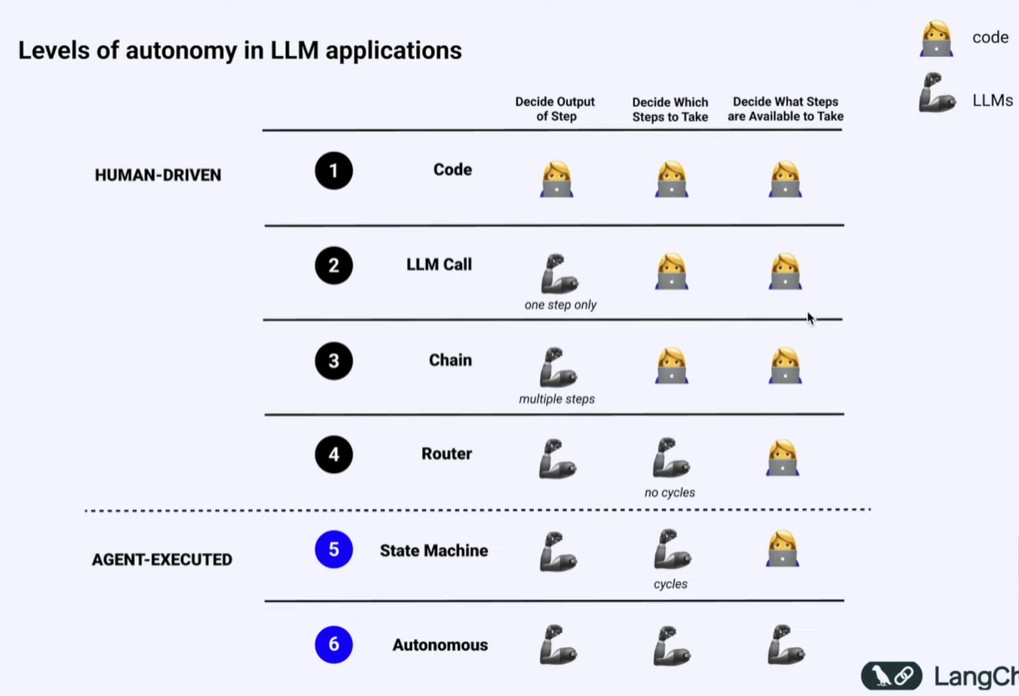 Levels of autonomy in LLM applications
code
LLMs
Decide Output
of Step
Decide Which
Steps to Take
Decide What Steps
are Available to Take
HUMAN-DRIVEN
1 Code
2 LLM Call
one step only
3 Chain
multiple steps
4 Router
no cycles
AGENT-EXECUTED
5 State Machine
cycles
6 Autonomous
LangCh